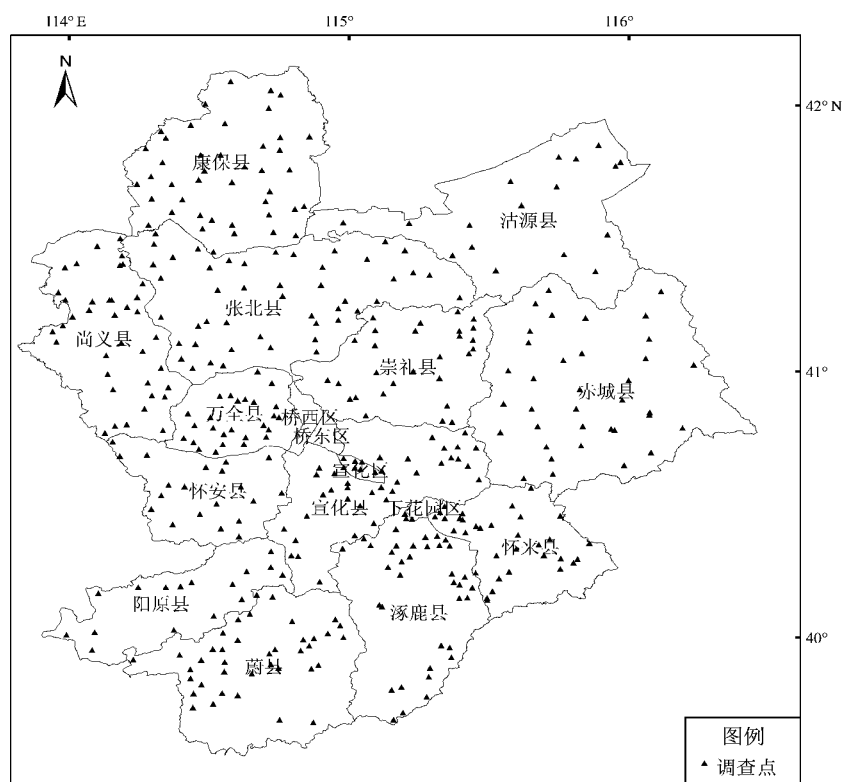 114° E
115°
116°
N
42° N
康保县
沽源县
张北县
尚义县
崇礼县
赤城县
万全县
桥西区
桥东区
宣化区
怀安县
宣化县
下花园区
怀来县
阳原县
涿鹿县
蔚县
41°
40°
图例
▲ 调查点